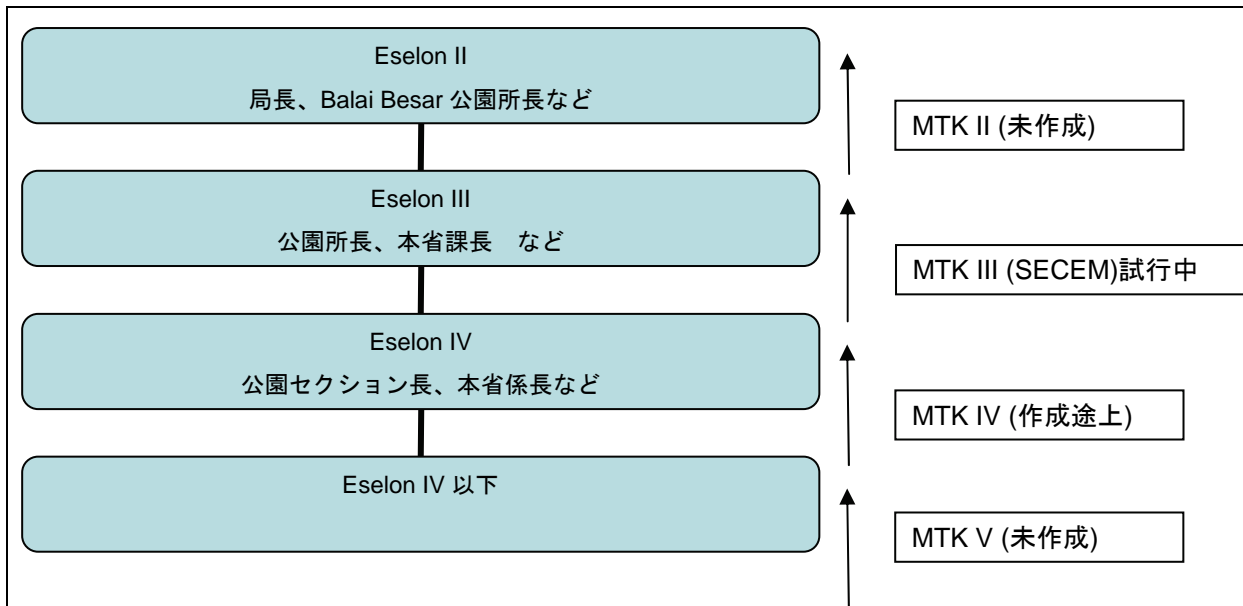 Eselon II
局長、Balai Besar 公園所長など
MTK II (未作成)
Eselon III
公園所長、本省課長　など
MTK III (SECEM)試行中
Eselon IV
公園セクション長、本省係長など
MTK IV (作成途上)
Eselon IV 以下
MTK V (未作成)